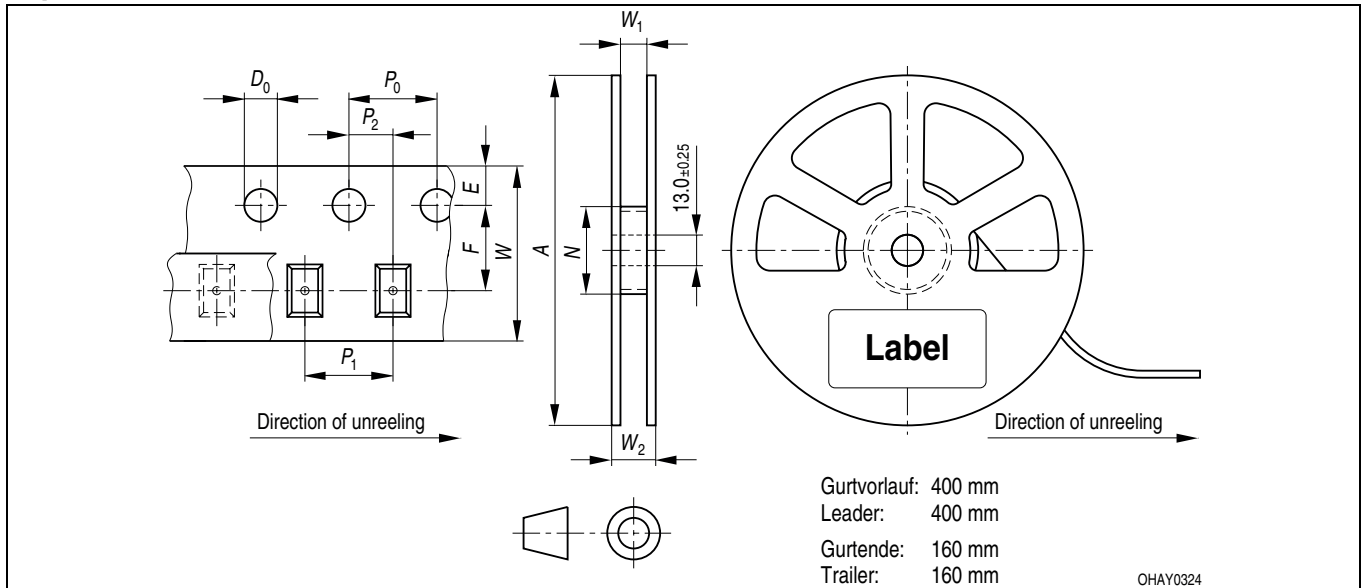 W₁
D₀
P₀
P₂
E
F
W
A
N
13.0±0.25
P₁
W₂
Label
Direction of unreeling
Direction of unreeling
Gurtvorlauf: 400 mm
Leader: 400 mm
Gurtende: 160 mm
Trailer: 160 mm
OHAY0324